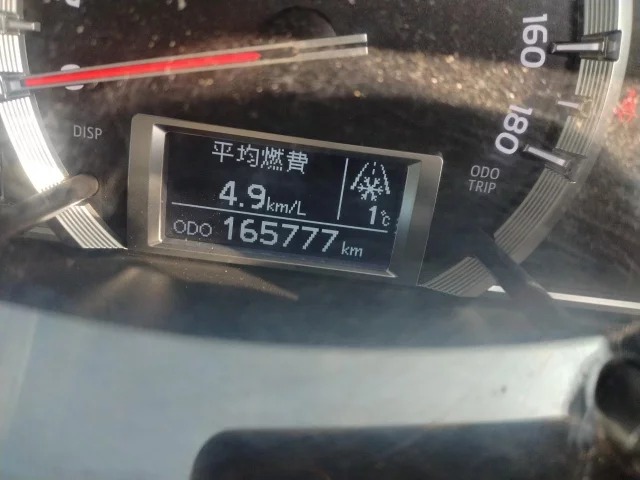 160
180
DISP
ODO
TRIP
平均燃費
4.9km/L
1℃
ODO 165777 km